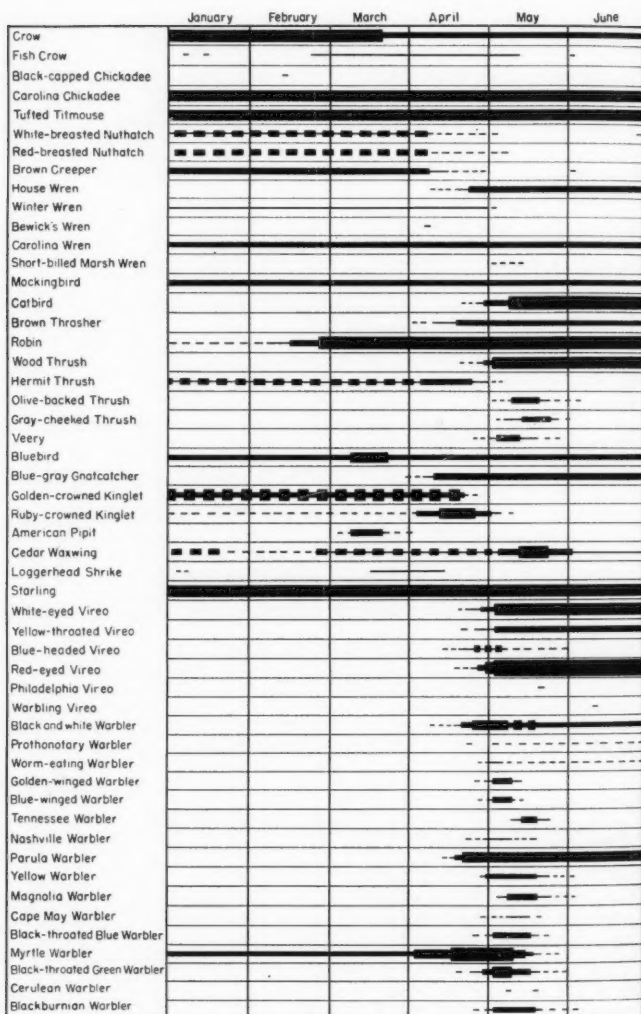 January February March April May June
Crow
Fish Crow
Black-capped Chickadee
Carolina Chickadee
Tufted Titmouse
White-breasted Nuthatch
Red-breasted Nuthatch
Brown Creeper
House Wren
Winter Wren
Bewick's Wren
Carolina Wren
Short-billed Marsh Wren
Mockingbird
Catbird
Brown Thrasher
Robin
Wood Thrush
Hermit Thrush
Olive-backed Thrush
Gray-cheeked Thrush
Veery
Bluebird
Blue-gray Gnatcatcher
Golden-crowned Kinglet
Ruby-crowned Kinglet
American Pipit
Cedar Waxwing
Loggerhead Shrike
Starling
White-eyed Vireo
Yellow-throated Vireo
Blue-headed Vireo
Red-eyed Vireo
Philadelphia Vireo
Warbling Vireo
Black and white Warbler
Prothonotary Warbler
Worm-eating Warbler
Golden-winged Warbler
Blue-winged Warbler
Tennessee Warbler
Nashville Warbler
Parula Warbler
Yellow Warbler
Magnolia Warbler
Cape May Warbler
Black-throated Blue Warbler
Myrtle Warbler
Black-throated Green Warbler
Cerulean Warbler
Blackburnian Warbler